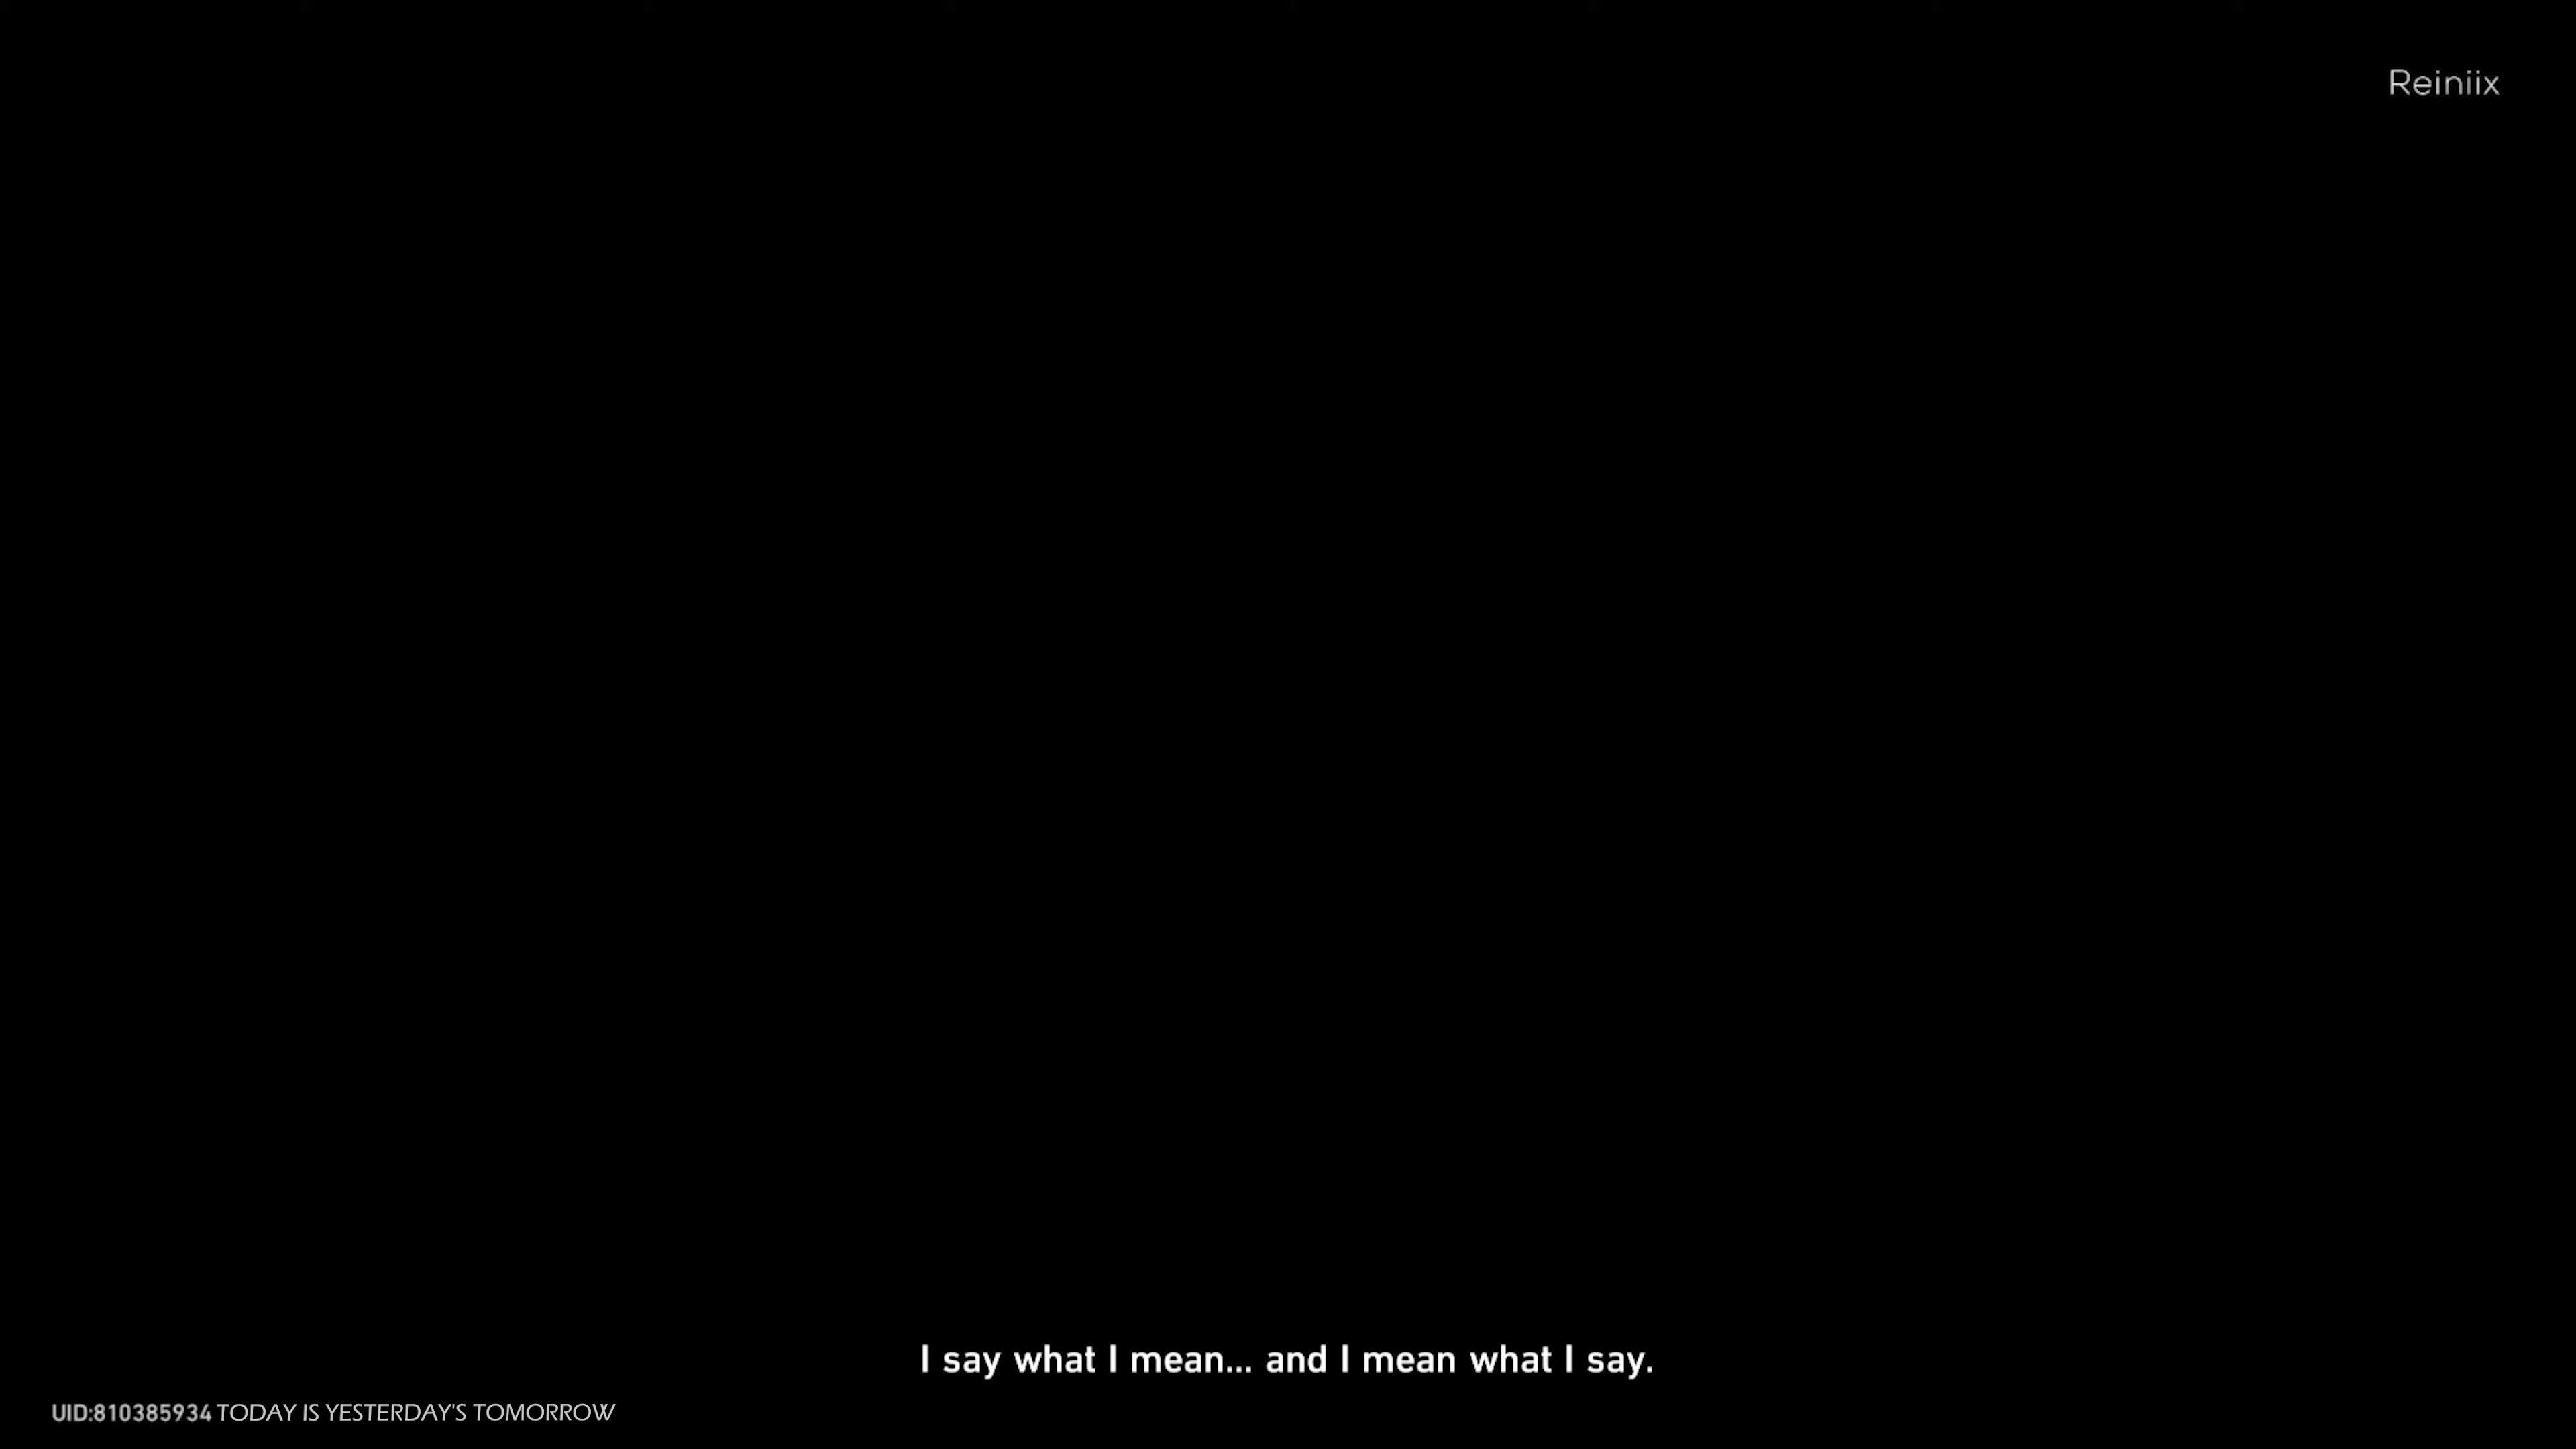 Reiniix
I say what I mean... and I mean what I say.
UID:810385934 TODAY IS YESTERDAY'S TOMORROW